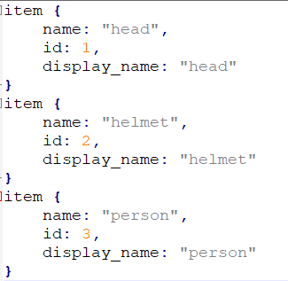 item {
    name: "head",
    id: 1,
    display_name: "head"
}
item {
    name: "helmet",
    id: 2,
    display_name: "helmet"
}
item {
    name: "person",
    id: 3,
    display_name: "person"
}